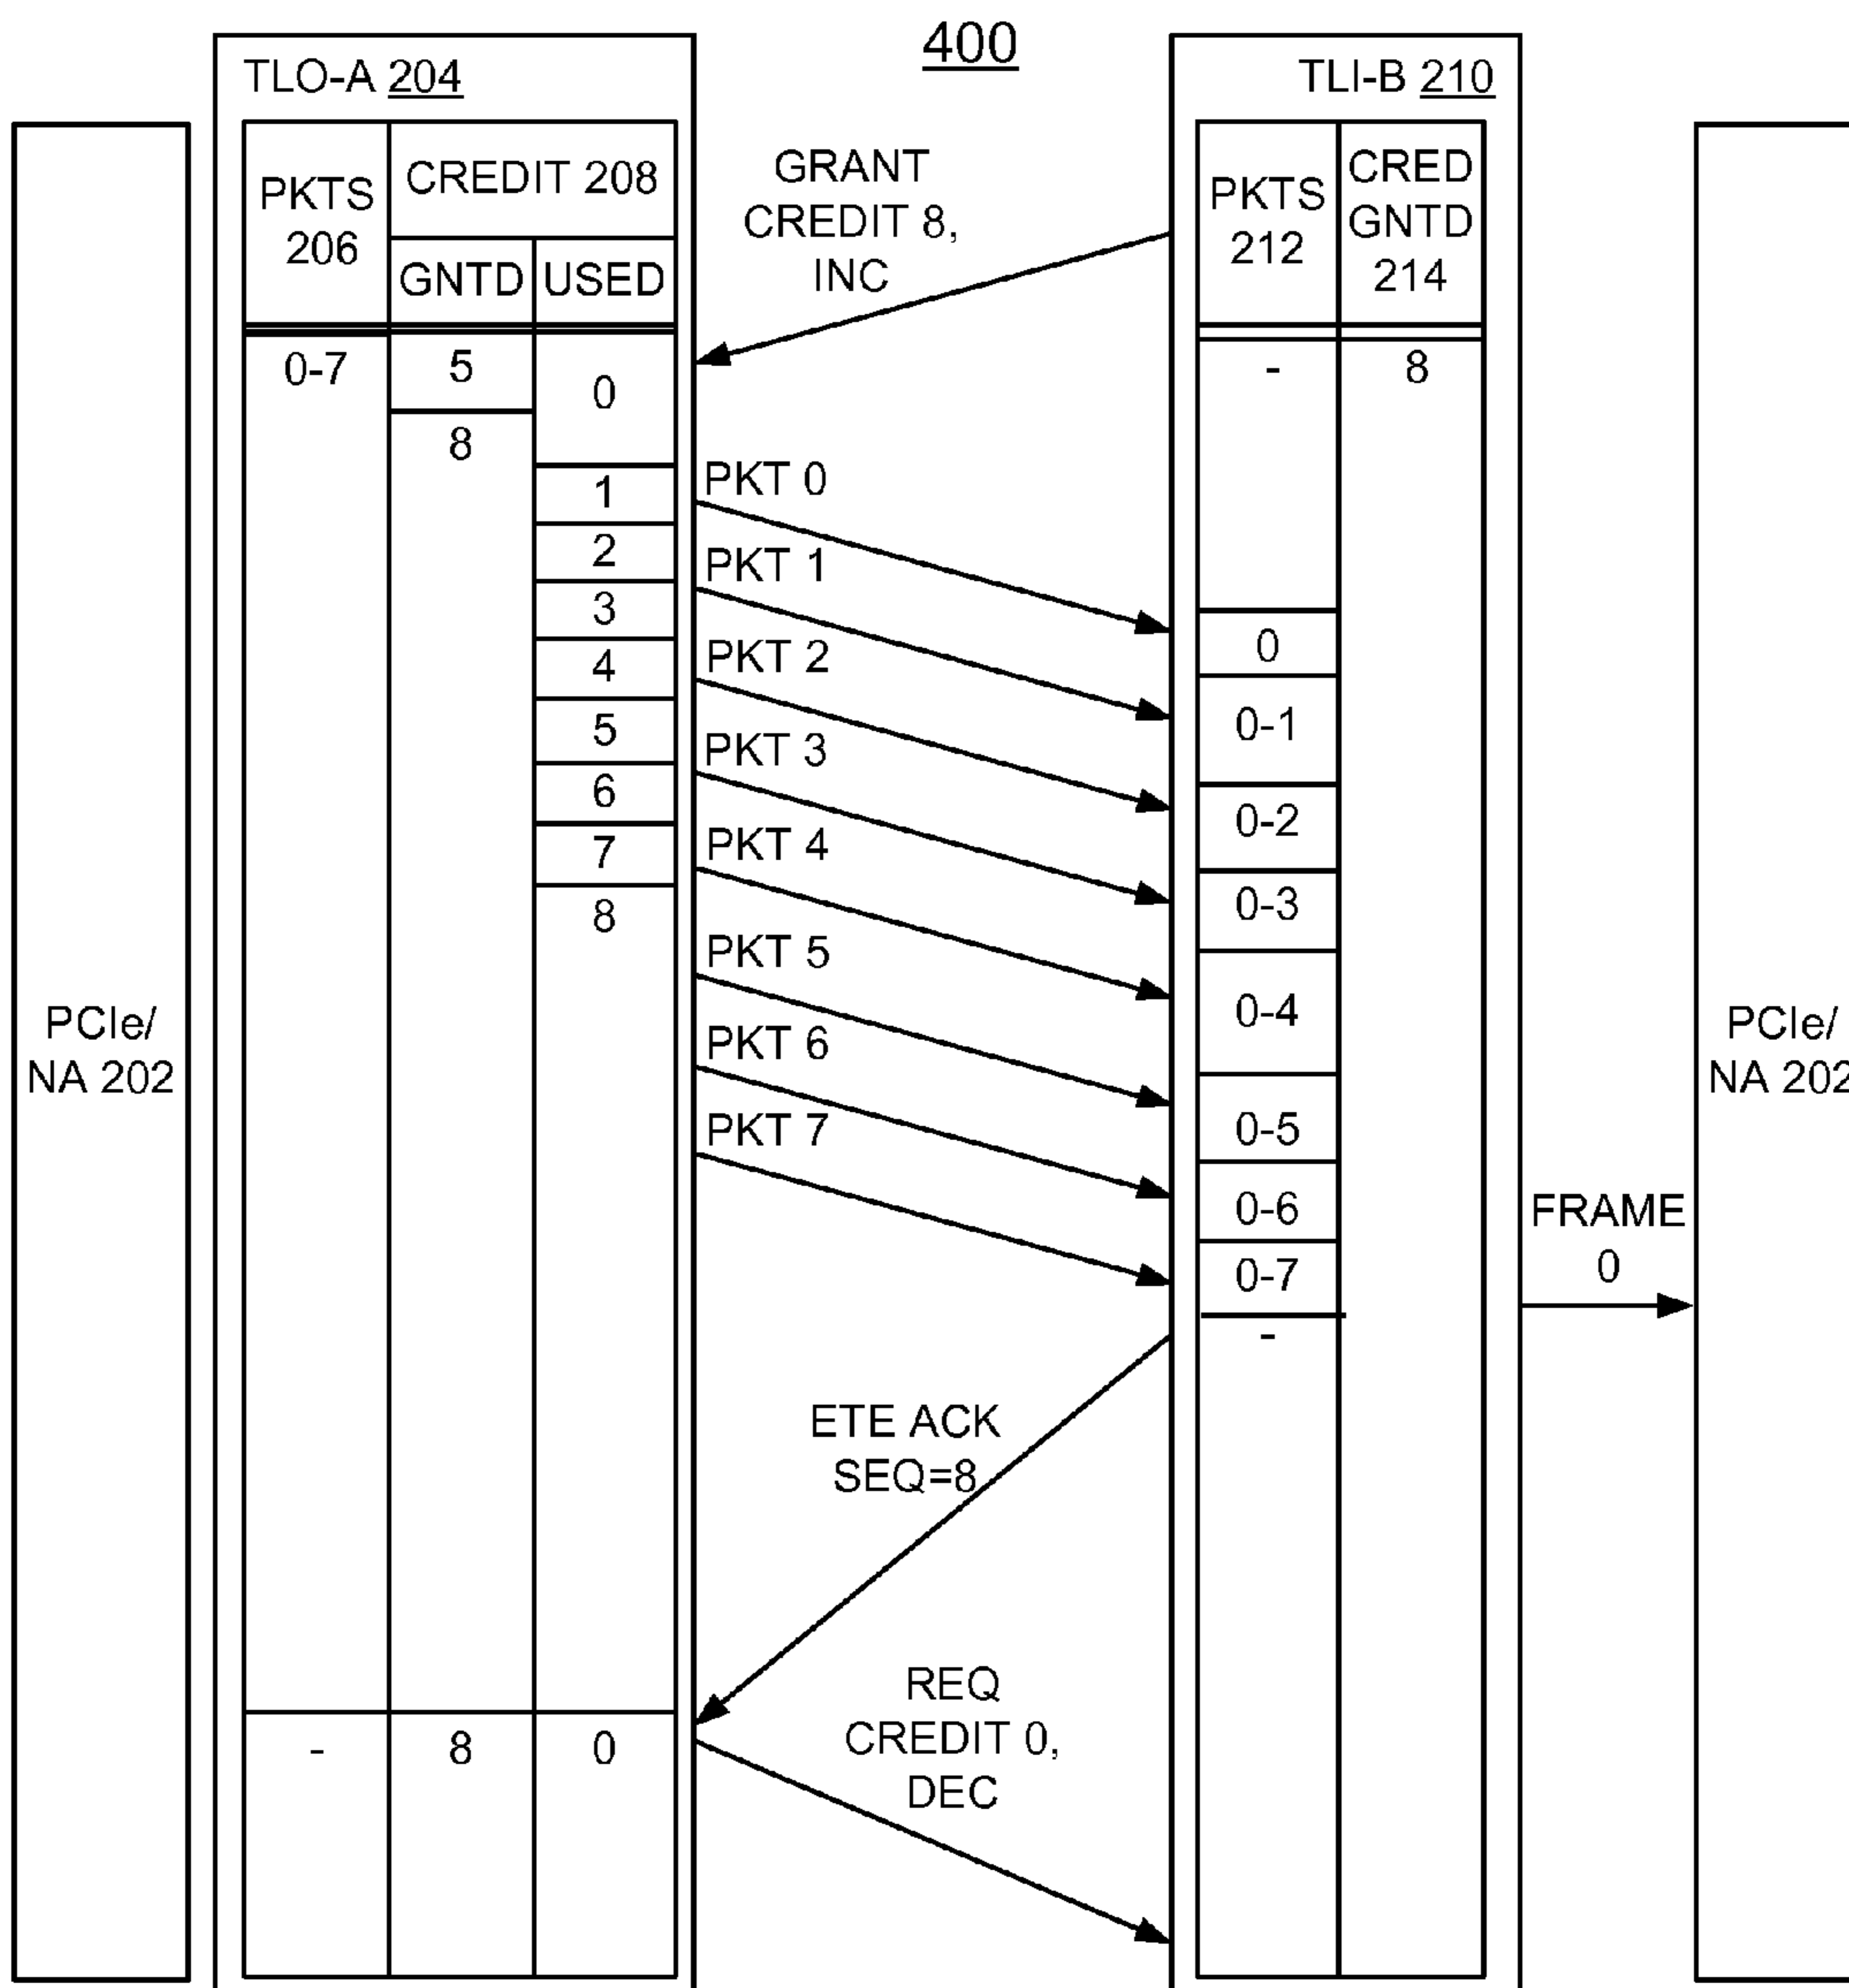 400
TLO-A 204
PKTS
206
CREDIT 208
GNTD
USED
0-7
5
8
0
1
2
3
4
5
6
7
8
-
8
0
PCIe/
NA 202
GRANT
CREDIT 8,
INC
PKT 0
PKT 1
PKT 2
PKT 3
PKT 4
PKT 5
PKT 6
PKT 7
ETE ACK
SEQ=8
REQ
CREDIT 0,
DEC
TLI-B 210
PKTS
212
CRED
GNTD
214
-
8
0
0-1
0-2
0-3
0-4
0-5
0-6
0-7
-
FRAME
0
PCIe/
NA 202